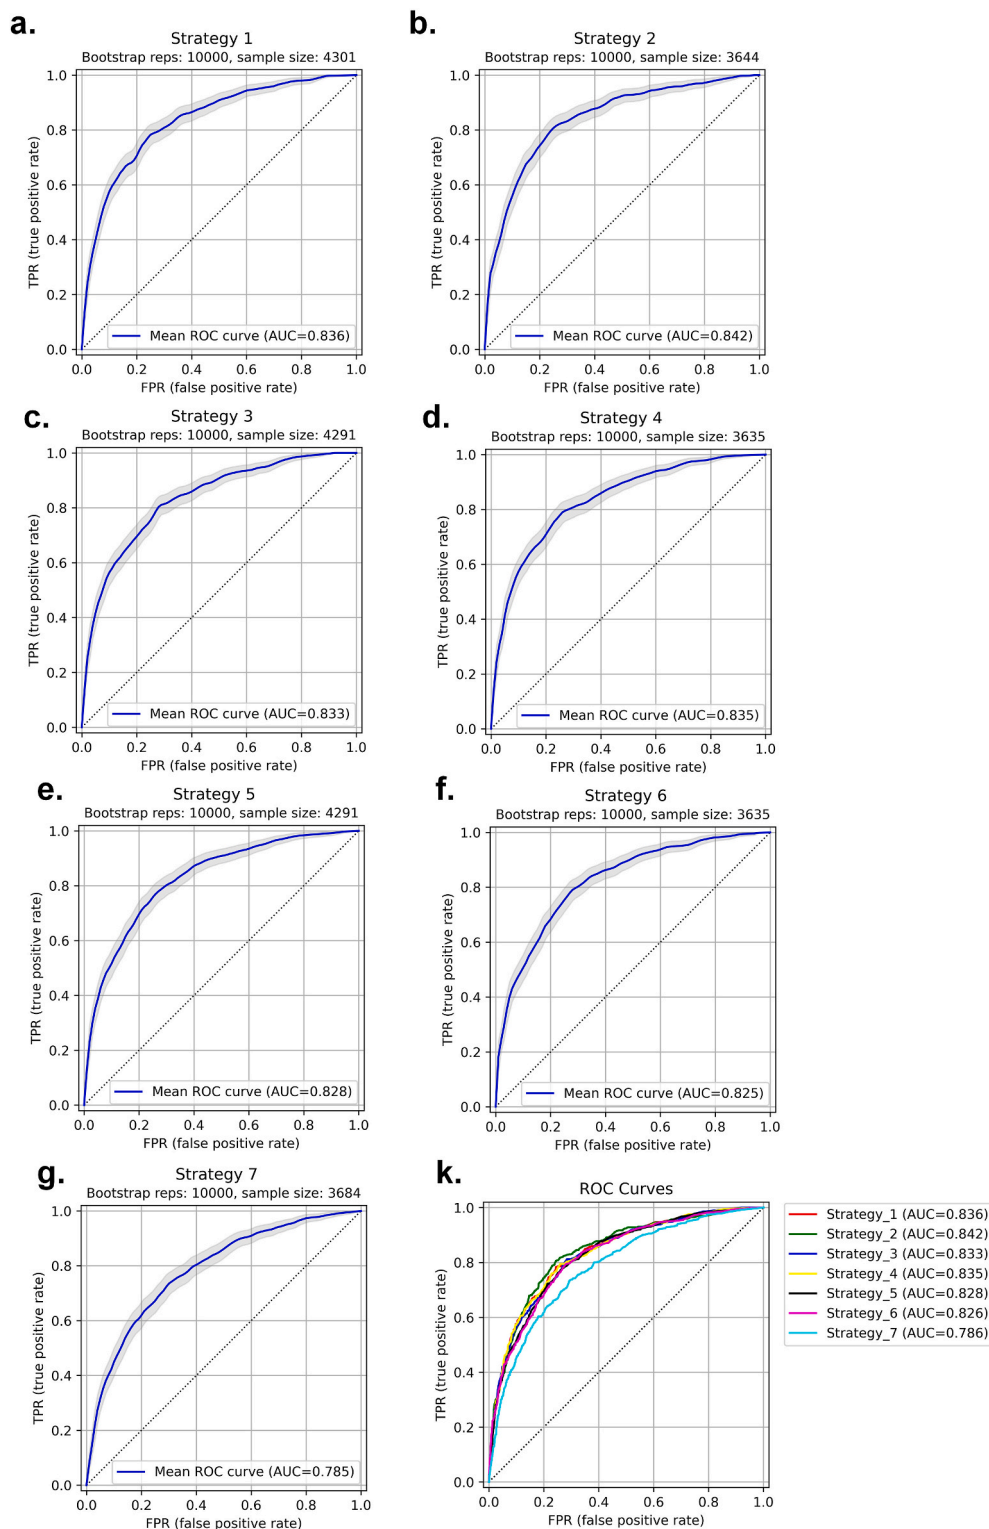 a.
Strategy 1
Bootstrap reps: 10000, sample size: 4301
1.0
0.8
0.6
0.4
0.2
0.0
TPR (true positive rate)
Mean ROC curve (AUC=0.836)
0.0 0.2 0.4 0.6 0.8 1.0
FPR (false positive rate)
b.
Strategy 2
Bootstrap reps: 10000, sample size: 3644
1.0
0.8
0.6
0.4
0.2
0.0
TPR (true positive rate)
Mean ROC curve (AUC=0.842)
0.0 0.2 0.4 0.6 0.8 1.0
FPR (false positive rate)
c.
Strategy 3
Bootstrap reps: 10000, sample size: 4291
1.0
0.8
0.6
0.4
0.2
0.0
TPR (true positive rate)
Mean ROC curve (AUC=0.833)
0.0 0.2 0.4 0.6 0.8 1.0
FPR (false positive rate)
d.
Strategy 4
Bootstrap reps: 10000, sample size: 3635
1.0
0.8
0.6
0.4
0.2
0.0
TPR (true positive rate)
Mean ROC curve (AUC=0.835)
0.0 0.2 0.4 0.6 0.8 1.0
FPR (false positive rate)
e.
Strategy 5
Bootstrap reps: 10000, sample size: 4291
1.0
0.8
0.6
0.4
0.2
0.0
TPR (true positive rate)
Mean ROC curve (AUC=0.828)
0.0 0.2 0.4 0.6 0.8 1.0
FPR (false positive rate)
f.
Strategy 6
Bootstrap reps: 10000, sample size: 3635
1.0
0.8
0.6
0.4
0.2
0.0
TPR (true positive rate)
Mean ROC curve (AUC=0.825)
0.0 0.2 0.4 0.6 0.8 1.0
FPR (false positive rate)
g.
Strategy 7
Bootstrap reps: 10000, sample size: 3684
1.0
0.8
0.6
0.4
0.2
0.0
TPR (true positive rate)
Mean ROC curve (AUC=0.785)
0.0 0.2 0.4 0.6 0.8 1.0
FPR (false positive rate)
k.
ROC Curves
1.0
0.8
0.6
0.4
0.2
0.0
TPR (true positive rate)
0.0 0.2 0.4 0.6 0.8 1.0
FPR (false positive rate)
Strategy_1 (AUC=0.836)
Strategy_2 (AUC=0.842)
Strategy_3 (AUC=0.833)
Strategy_4 (AUC=0.835)
Strategy_5 (AUC=0.828)
Strategy_6 (AUC=0.826)
Strategy_7 (AUC=0.786)